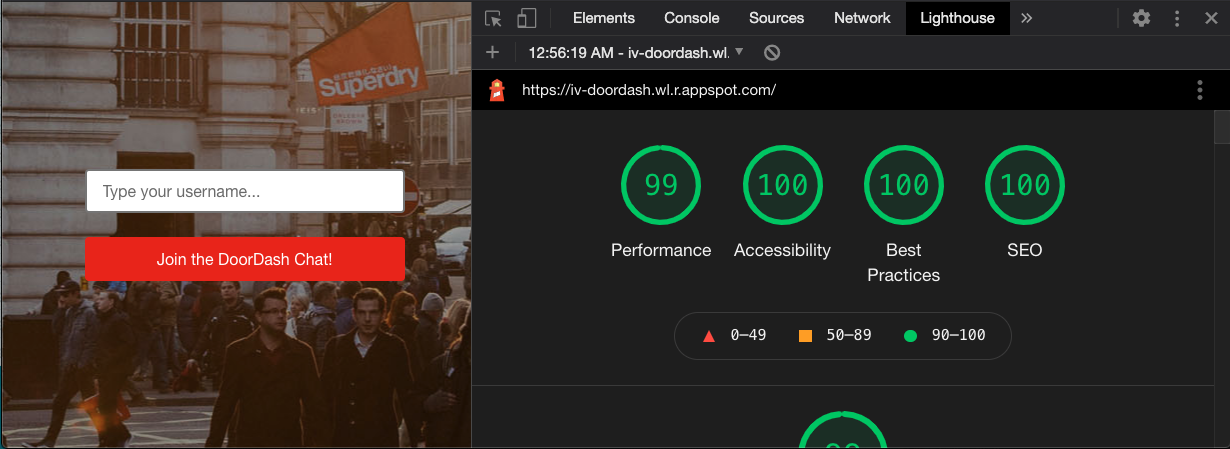 Superdry
Type your username...
Join the DoorDash Chat!
Elements Console Sources Network Lighthouse »
12:56:19 AM - iv-doordash.wl.
https://iv-doordash.wl.r.appspot.com/
99 100 100 100
Performance Accessibility Best Practices SEO
0–49 50–89 90–100
99